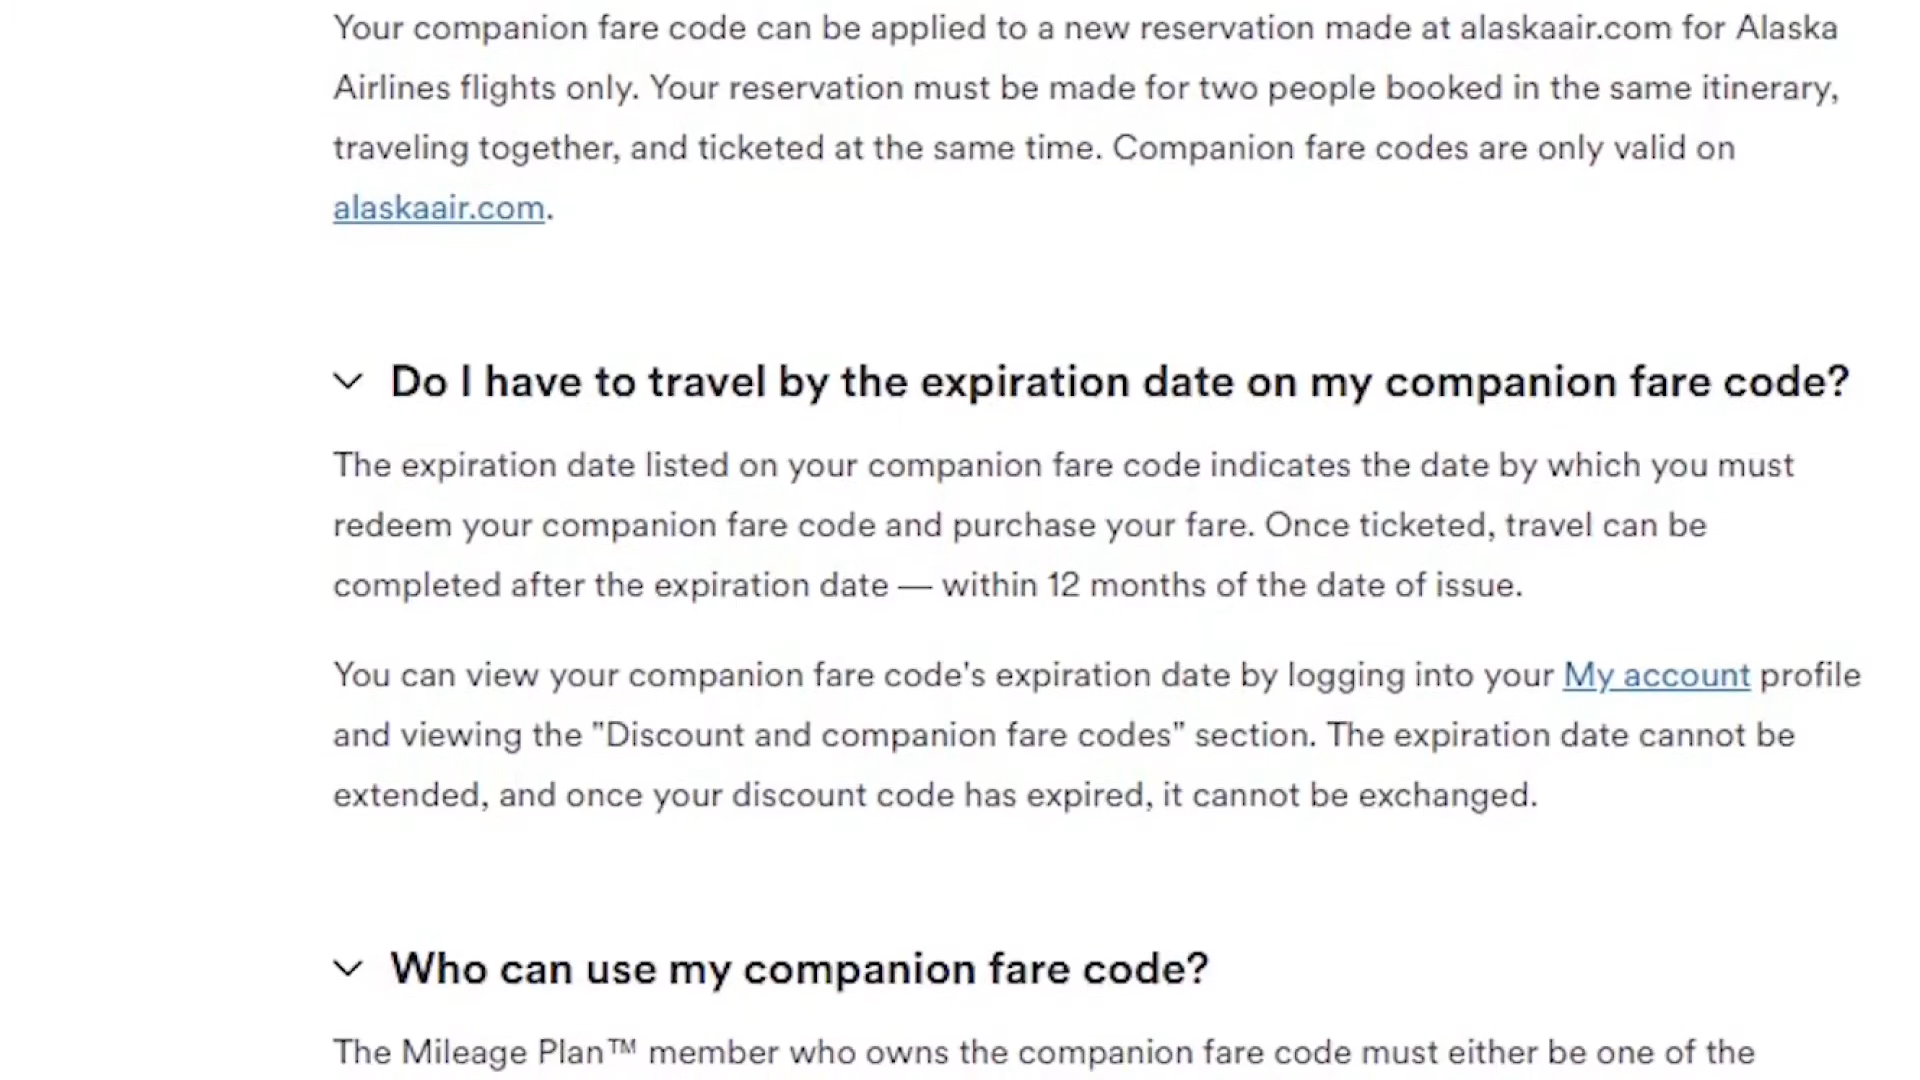 Your companion fare code can be applied to a new reservation made at alaskaair.com for Alaska
Airlines flights only. Your reservation must be made for two people booked in the same itinerary,
traveling together, and ticketed at the same time. Companion fare codes are only valid on
alaskaair.com.
Do I have to travel by the expiration date on my companion fare code?
The expiration date listed on your companion fare code indicates the date by which you must
redeem your companion fare code and purchase your fare. Once ticketed, travel can be
completed after the expiration date — within 12 months of the date of issue.
You can view your companion fare code's expiration date by logging into your My account profile
and viewing the "Discount and companion fare codes" section. The expiration date cannot be
extended, and once your discount code has expired, it cannot be exchanged.
Who can use my companion fare code?
The Mileage Plan™ member who owns the companion fare code must either be one of the